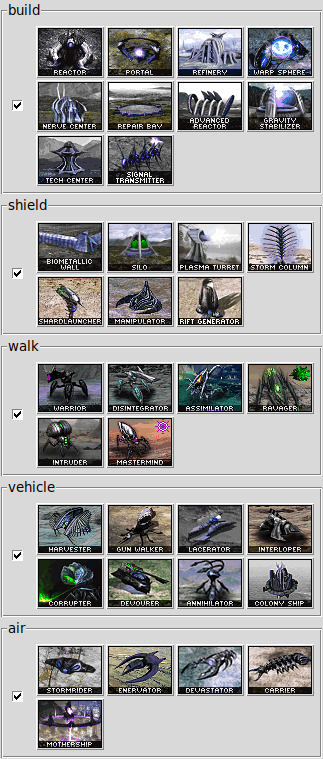 build
REACTOR
PORTAL
REFINERY
WARP SPHERE
NERVE CENTER
REPAIR BAY
ADVANCED
REACTOR
GRAVITY
STABILIZER
TECH CENTER
SIGNAL
TRANSMITTER
shield
BIOMETALLIC
WALL
SILO
PLASMA TURRET
STORM COLUMN
SHARDLAUNCHER
MANIPULATOR
RIFT GENERATOR
walk
WARRIOR
DISINTEGRATOR
ASSIMILATOR
RAVAGER
INTRUDER
MASTERMIND
vehicle
HARVESTER
GUN WALKER
LACERATOR
INTERLOPER
CORRUPTER
DEVOURER
ANNIHILATOR
COLONY SHIP
air
STORMRIDER
ENERVATOR
DEVASTATOR
CARRIER
MOTHERSHIP